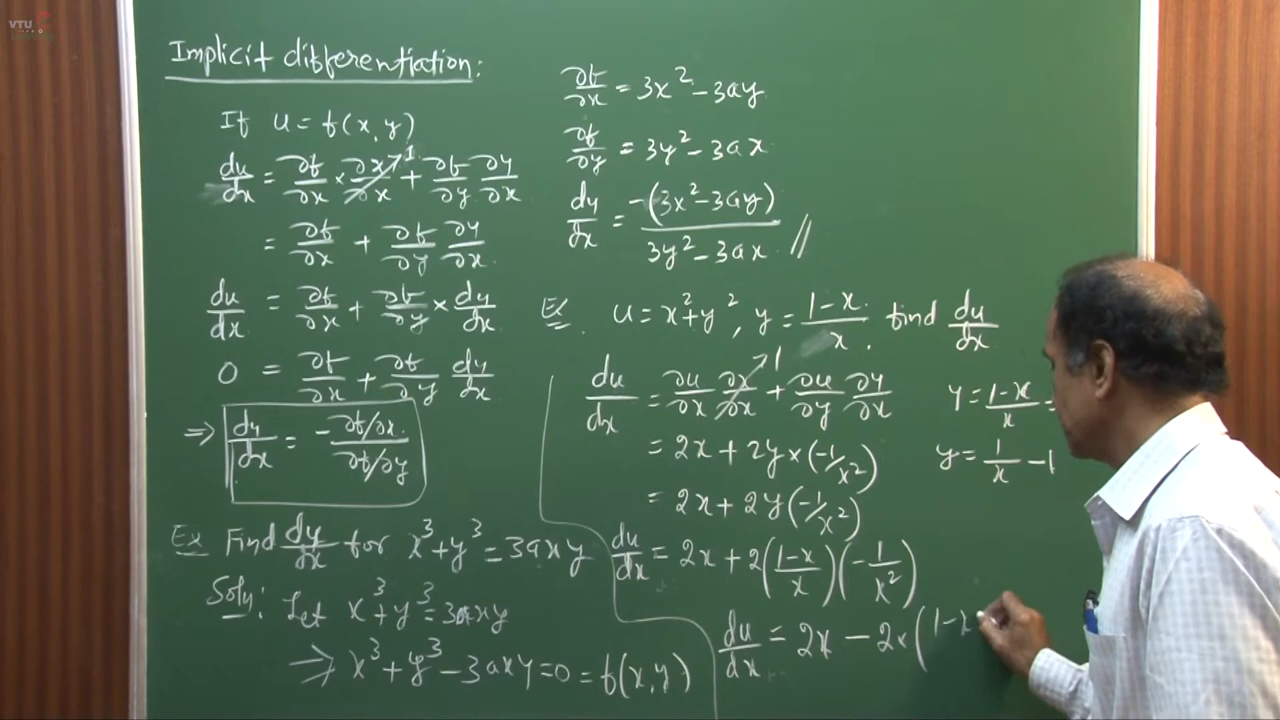 VTU
Implicit differentiation:
If u = f(x, y)
du/dx = ∂f/∂x × ∂x/∂x ↗1 + ∂f/∂y ∂y/∂x
= ∂f/∂x + ∂f/∂y ∂y/∂x
du/dx = ∂f/∂x + ∂f/∂y × dy/dx
0 = ∂f/∂x + ∂f/∂y dy/dx
⇒ dy/dx = -∂f/∂x / ∂f/∂y
Ex Find dy/dx for x³+y³ = 3axy
Soln: Let x³+y³ = 3axy
⇒ x³+y³-3axy=0 = f(x,y)
∂f/∂x = 3x²-3ay
∂f/∂y = 3y²-3ax
dy/dx = -(3x²-3ay) / 3y²-3ax //
Ex u = x²+y², y = 1-x/x. find du/dx
du/dx = ∂u/∂x ∂x/∂x ↗1 + ∂u/∂y ∂y/∂x
= 2x + 2y × (-1/x²)
= 2x + 2y (-1/x²)
du/dx = 2x + 2(1-x/x)(-1/x²)
du/dx = 2x - 2×(1-x
y = 1-x/x =
y = 1/x - 1